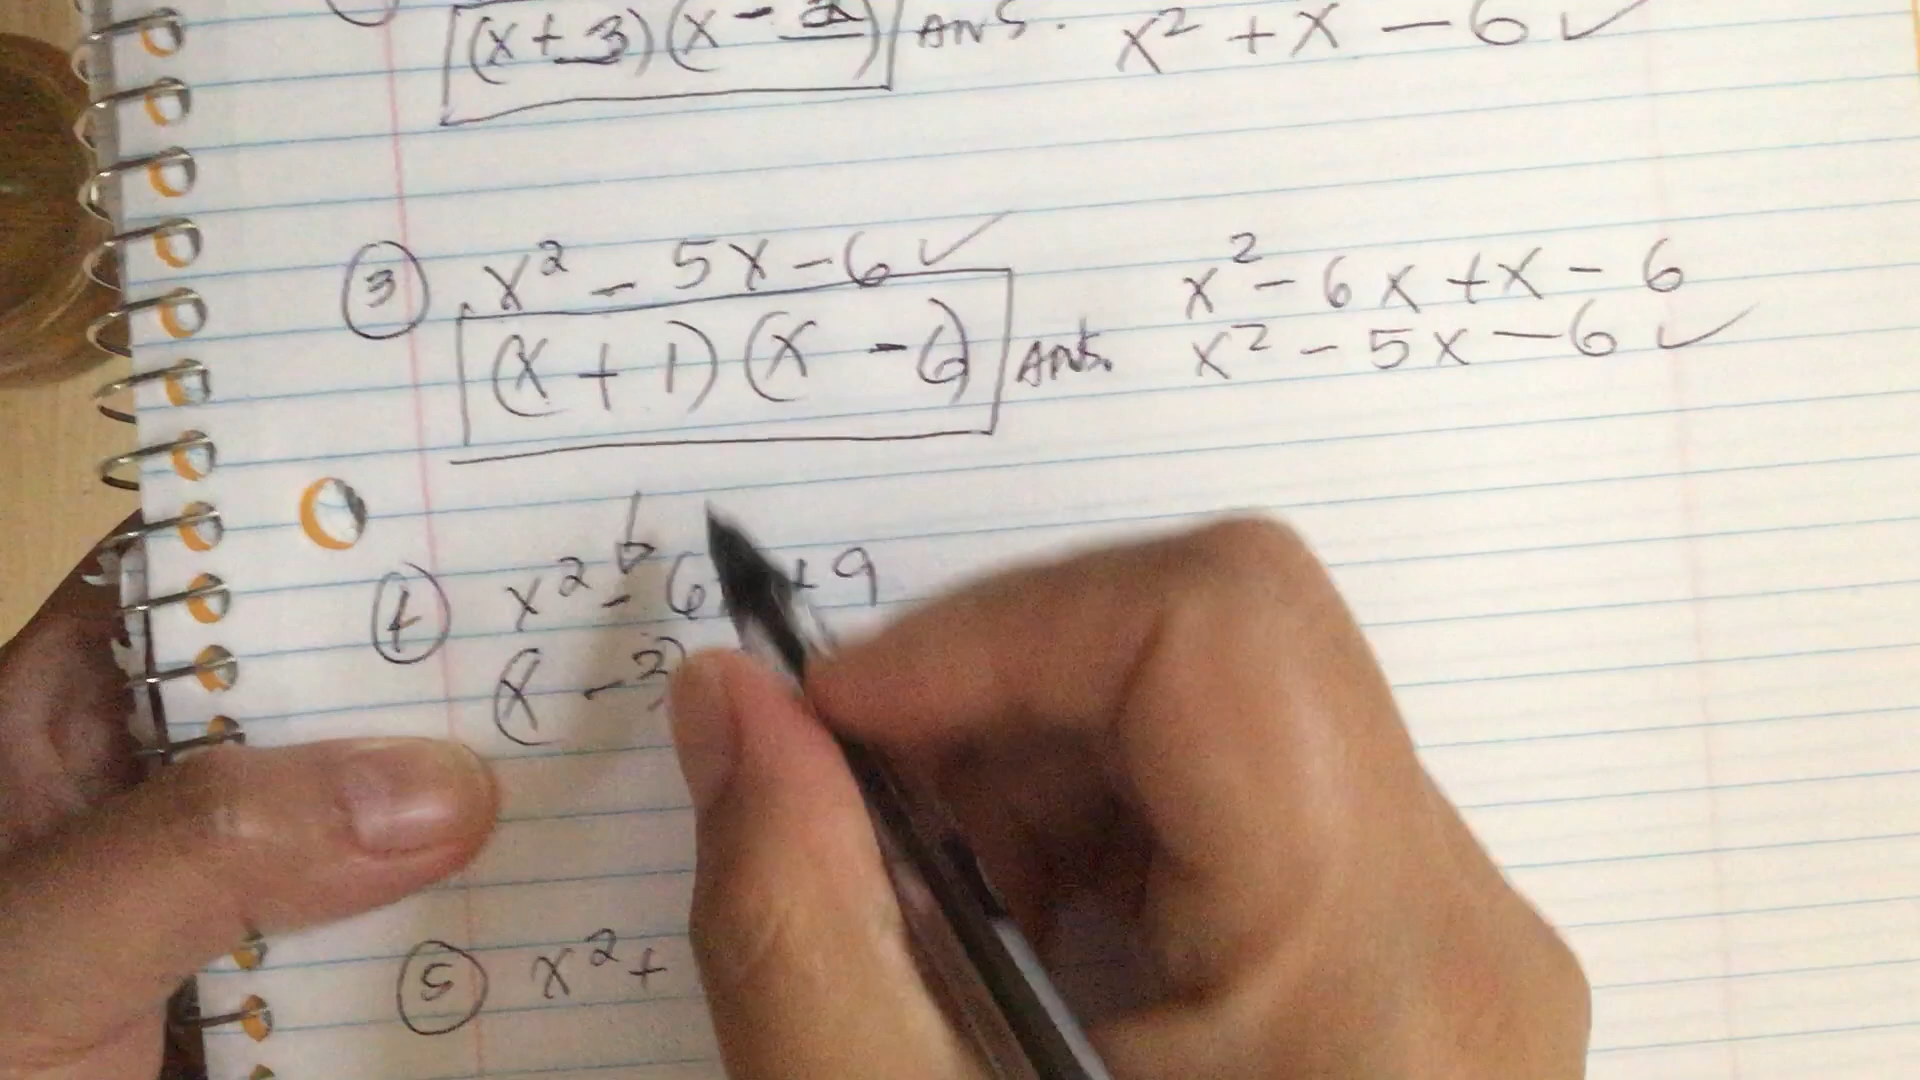 (x + 3)(x - 2) ANS. x² + x - 6 ✓
③ x² - 5x - 6 ✓ x² - 6x + x - 6
(x + 1)(x - 6) ANS. x² - 5x - 6 ✓
b
④ x² - 6 + 9
(x - 3)
⑤ x² +